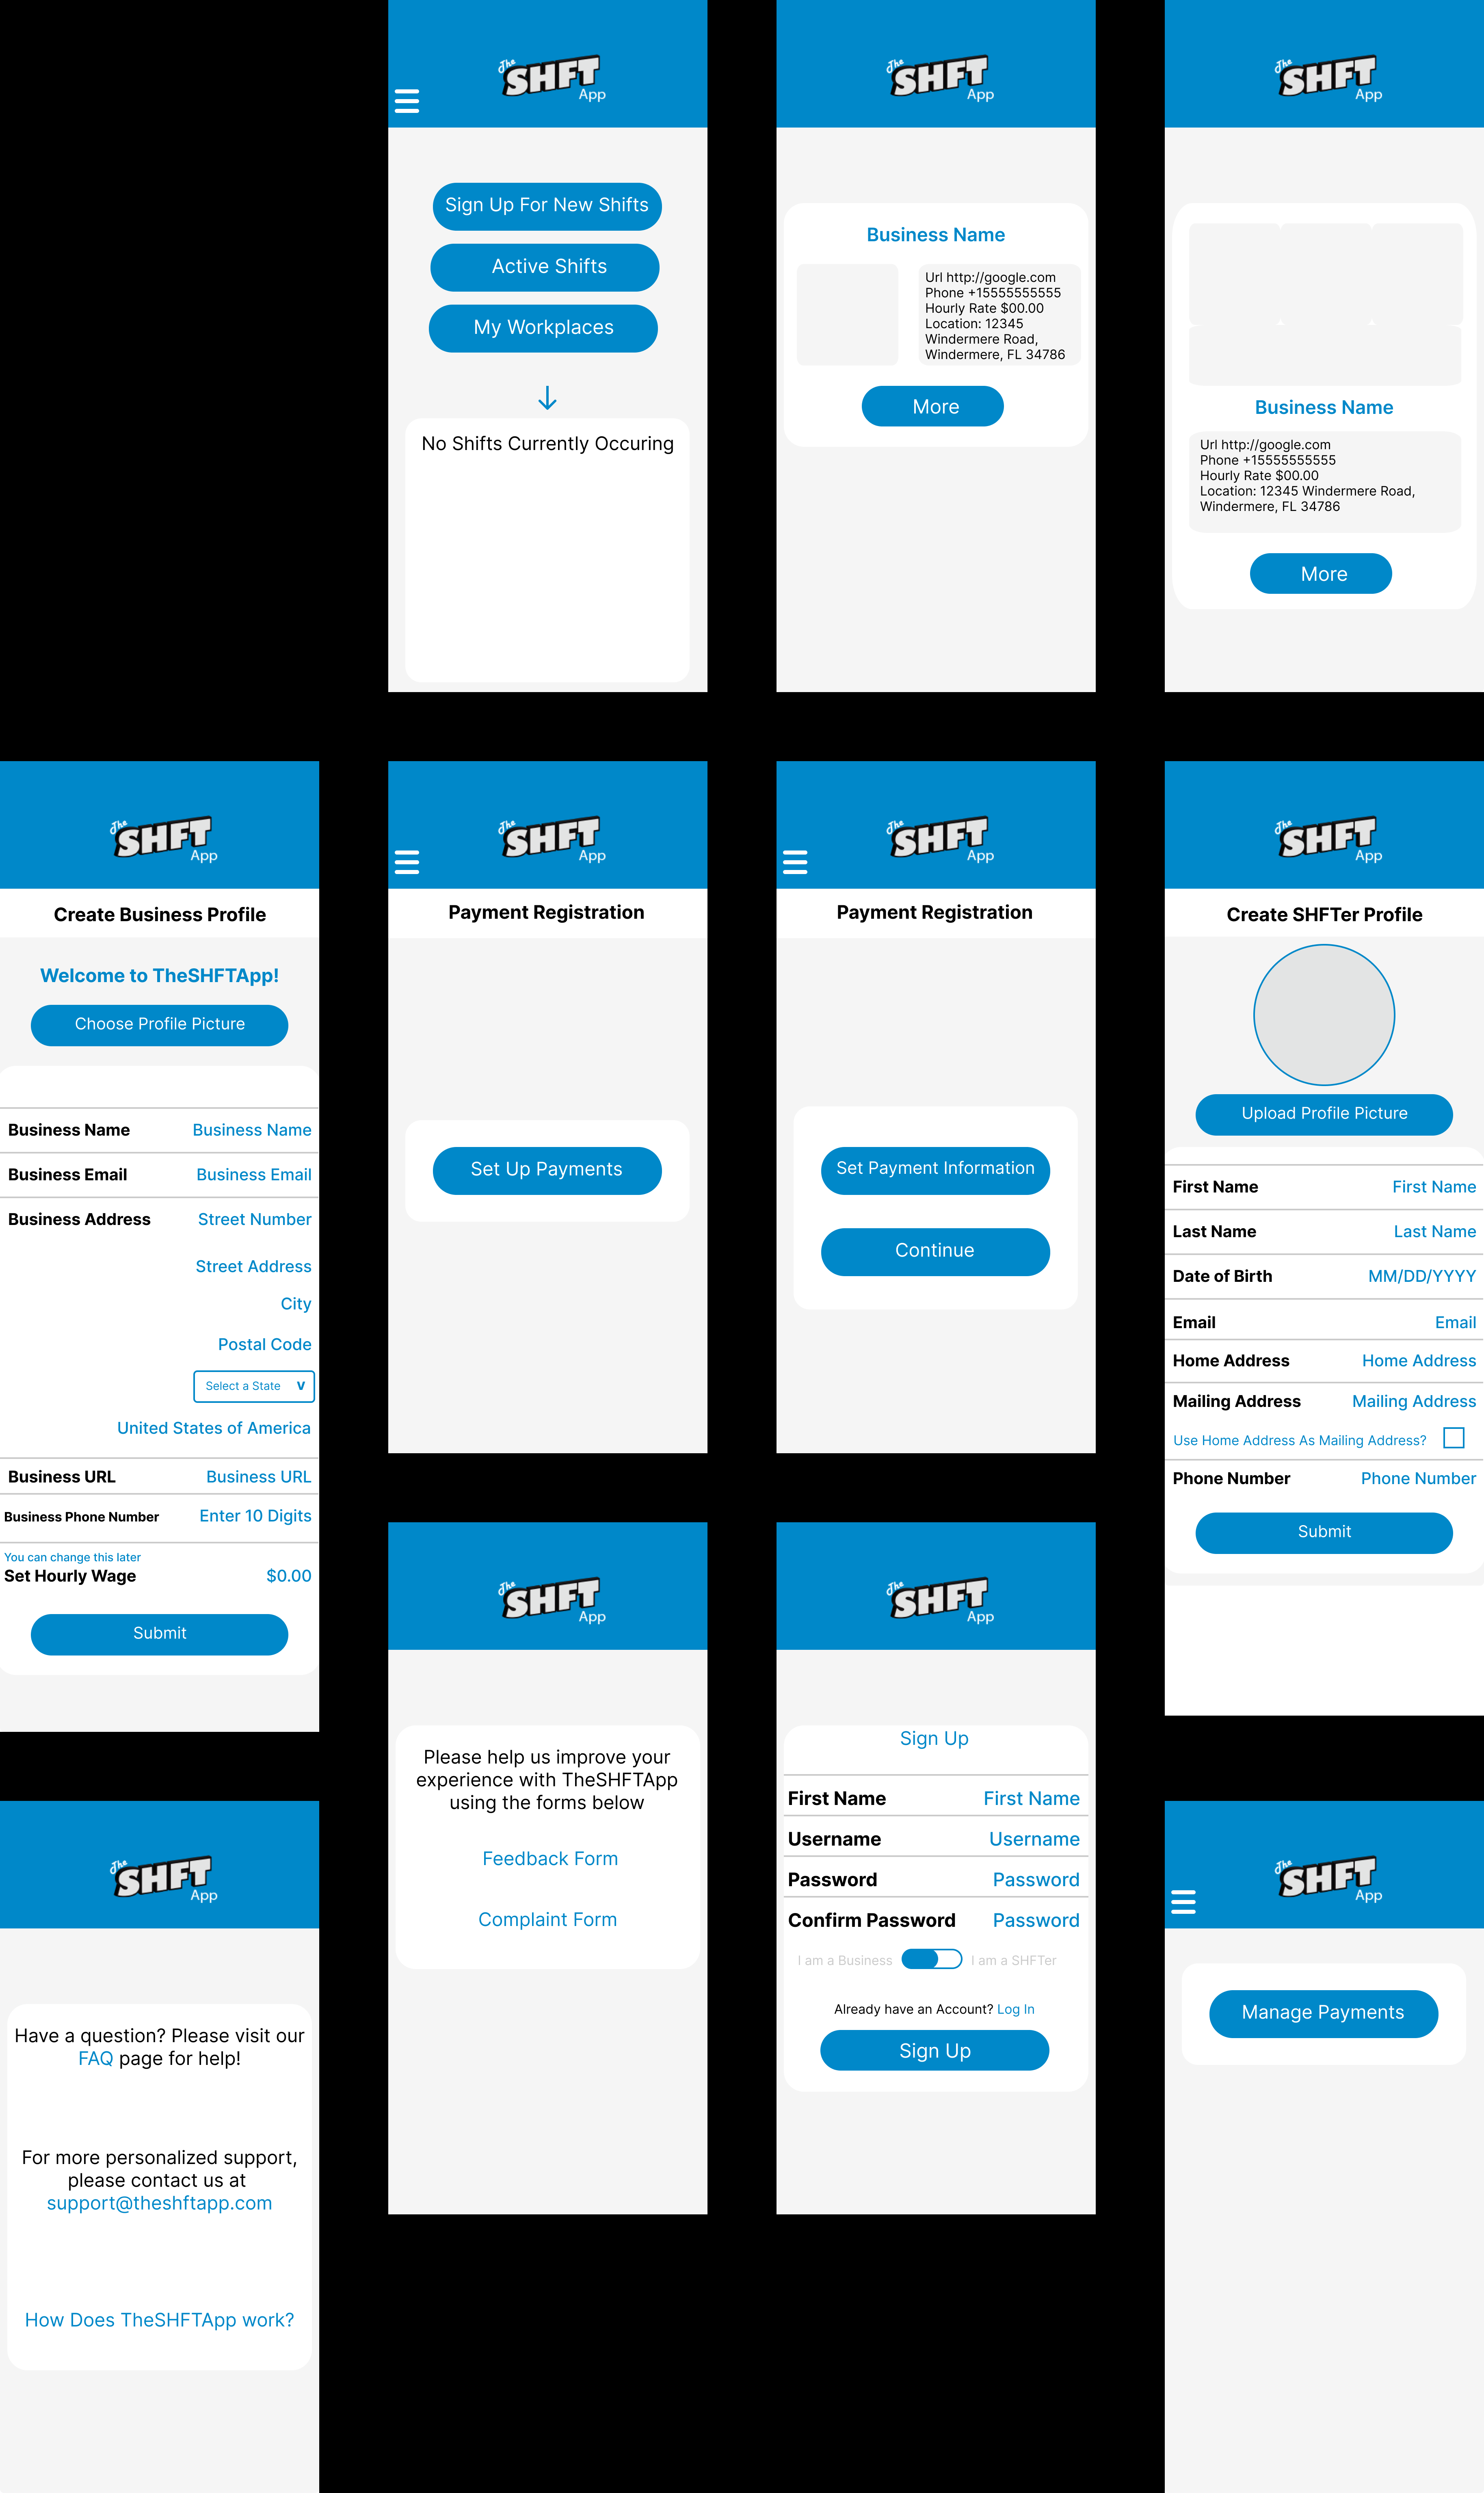 The
SHFT
App
Sign Up For New Shifts
Active Shifts
My Workplaces
No Shifts Currently Occuring
The
SHFT
App
Business Name
Url http://google.com
Phone +15555555555
Hourly Rate $00.00
Location: 12345
Windermere Road,
Windermere, FL 34786
More
The
SHFT
App
Business Name
Url http://google.com
Phone +15555555555
Hourly Rate $00.00
Location: 12345 Windermere Road,
Windermere, FL 34786
More
The
SHFT
App
Create Business Profile
Welcome to TheSHFTApp!
Choose Profile Picture
Business Name Business Name
Business Email Business Email
Business Address Street Number
Street Address
City
Postal Code
Select a State V
United States of America
Business URL Business URL
Business Phone Number Enter 10 Digits
You can change this later
Set Hourly Wage $0.00
Submit
The
SHFT
App
Payment Registration
Set Up Payments
The
SHFT
App
Payment Registration
Set Payment Information
Continue
The
SHFT
App
Create SHFTer Profile
Upload Profile Picture
First Name First Name
Last Name Last Name
Date of Birth MM/DD/YYYY
Email Email
Home Address Home Address
Mailing Address Mailing Address
Use Home Address As Mailing Address?
Phone Number Phone Number
Submit
The
SHFT
App
Please help us improve your
experience with TheSHFTApp
using the forms below
Feedback Form
Complaint Form
The
SHFT
App
Sign Up
First Name First Name
Username Username
Password Password
Confirm Password Password
I am a Business I am a SHFTer
Already have an Account? Log In
Sign Up
The
SHFT
App
Have a question? Please visit our
FAQ page for help!
For more personalized support,
please contact us at
support@theshftapp.com
How Does TheSHFTApp work?
The
SHFT
App
Manage Payments